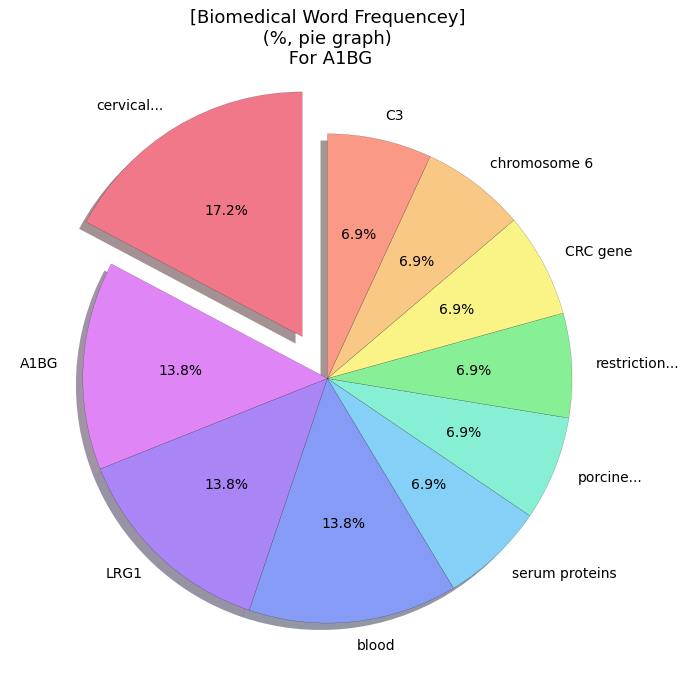 [Biomedical Word Frequencey]
(%, pie graph)
For A1BG
cervical...
C3
chromosome 6
17.2%
6.9%
6.9%
CRC gene
6.9%
A1BG
13.8%
6.9%
restriction...
6.9%
13.8%
6.9%
porcine...
13.8%
LRG1
serum proteins
blood